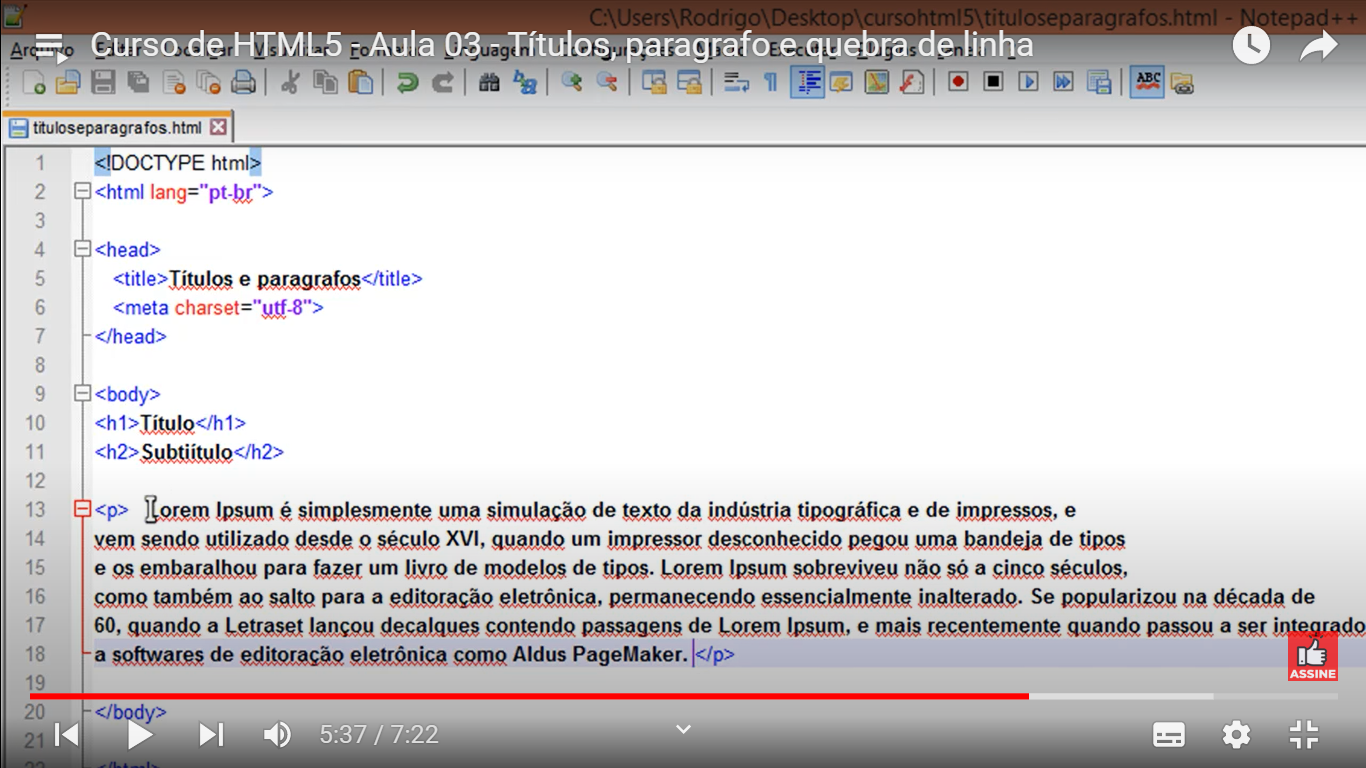 C:\Users\Rodrigo\Desktop\cursohtml5\tituloseparagrafos.html - Notepad++
Curso de HTML5 - Aula 03 - Títulos, paragrafo e quebra de linha
tituloseparagrafos.html
1 <!DOCTYPE html>
2 <html lang="pt-br">
3
4 <head>
5 <title>Títulos e paragrafos</title>
6 <meta charset="utf-8">
7 </head>
8
9 <body>
10 <h1>Título</h1>
11 <h2>Subtiítulo</h2>
12
13 <p> Lorem Ipsum é simplesmente uma simulação de texto da indústria tipográfica e de impressos, e
14 vem sendo utilizado desde o século XVI, quando um impressor desconhecido pegou uma bandeja de tipos
15 e os embaralhou para fazer um livro de modelos de tipos. Lorem Ipsum sobreviveu não só a cinco séculos,
16 como também ao salto para a editoração eletrônica, permanecendo essencialmente inalterado. Se popularizou na década de
17 60, quando a Letraset lançou decalques contendo passagens de Lorem Ipsum, e mais recentemente quando passou a ser integrado
18 a softwares de editoração eletrônica como Aldus PageMaker. </p>
ASSINE
19
20 </body>
21
5:37 / 7:22
22 </html>
ABC